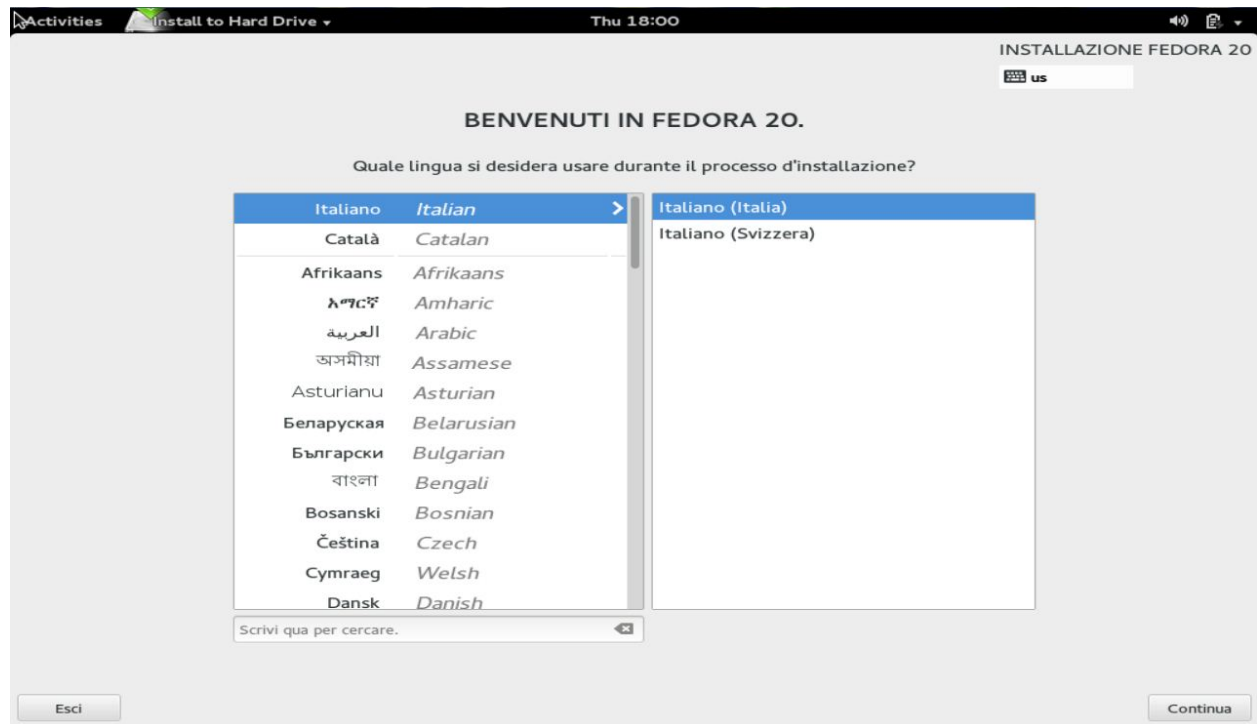 Activities Install to Hard Drive Thu 18:00
INSTALLAZIONE FEDORA 20
us
BENVENUTI IN FEDORA 20.
Quale lingua si desidera usare durante il processo d'installazione?
Italiano Italian > Italiano (Italia)
Català Catalan Italiano (Svizzera)
Afrikaans Afrikaans
አማርኛ Amharic
العربية Arabic
অসমীয়া Assamese
Asturianu Asturian
Беларуская Belarusian
Български Bulgarian
বাংলা Bengali
Bosanski Bosnian
Čeština Czech
Cymraeg Welsh
Dansk Danish
Scrivi qua per cercare.
Esci Continua